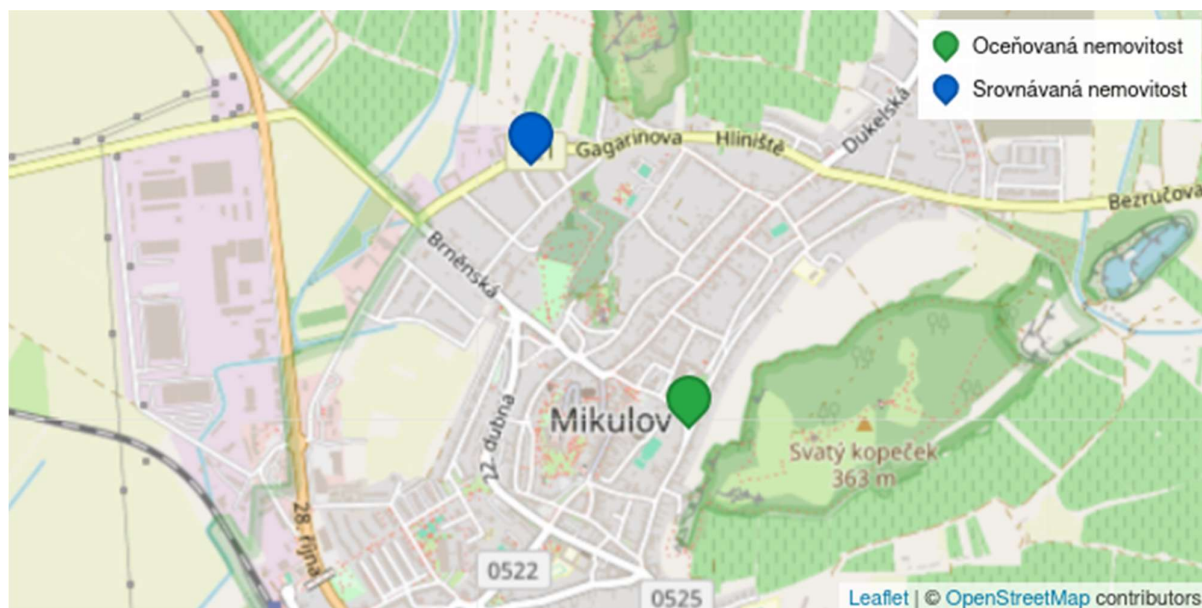 Oceňovaná nemovitost
Srovnávaná nemovitost
Gagarinova
Hliniště
Dukelská
Bezručova
Brněnská
22. dubna
Mikulov
Svatý kopeček
363 m
28. října
0522
0525
Leaflet | © OpenStreetMap contributors